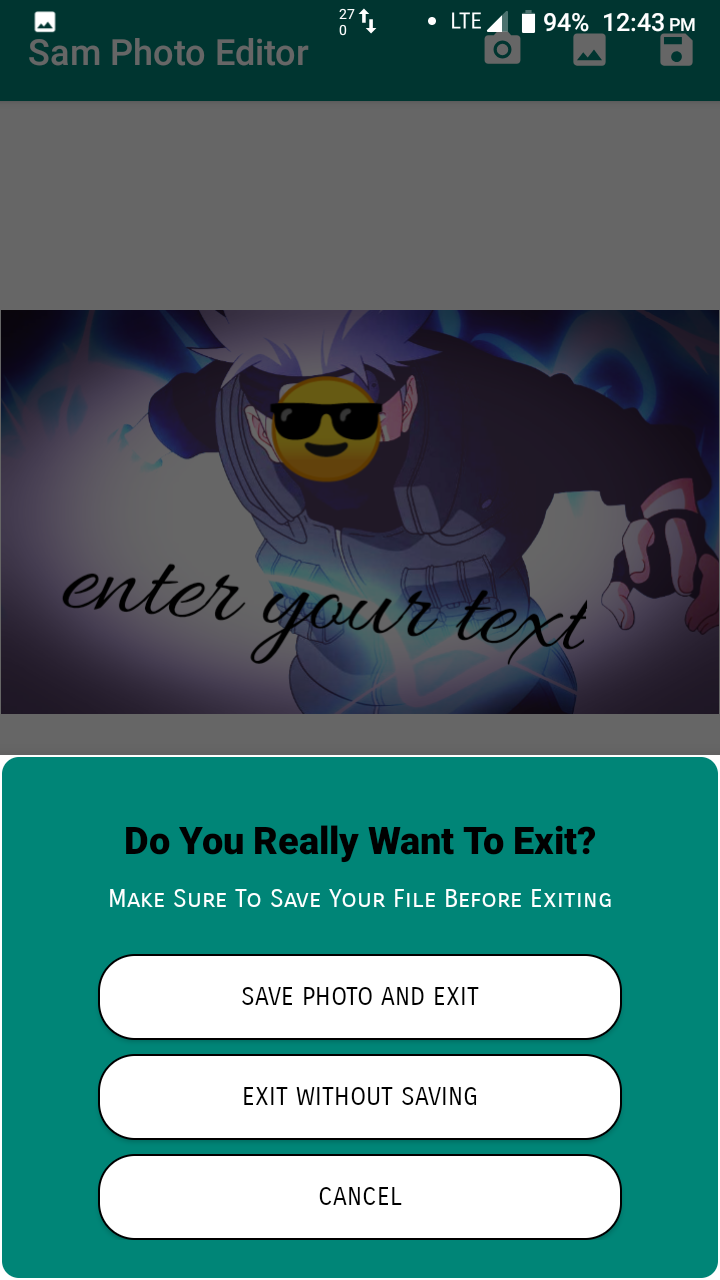 27
0
LTE 94% 12:43 PM
Sam Photo Editor
enter your text
Do You Really Want To Exit?
Make Sure To Save Your File Before Exiting
SAVE PHOTO AND EXIT
EXIT WITHOUT SAVING
CANCEL